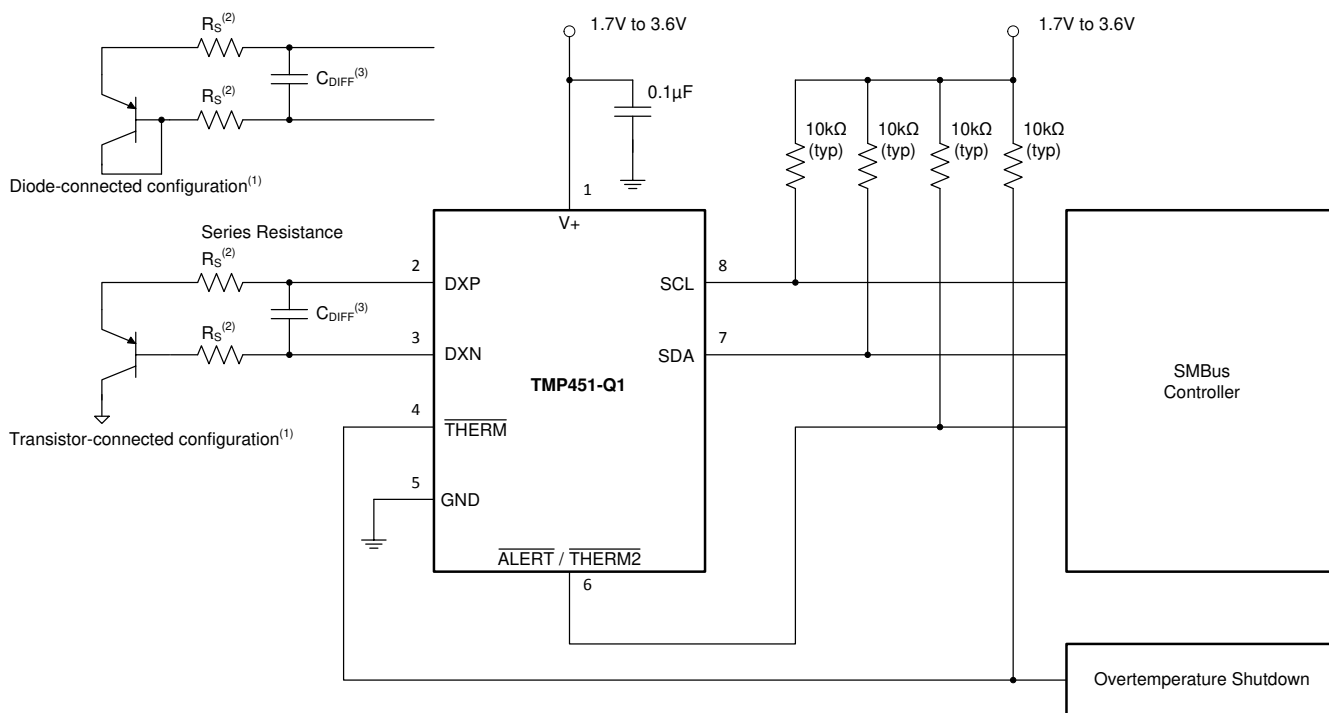 RS(2)
CDIFF(3)
RS(2)
Diode-connected configuration(1)
1.7V to 3.6V
0.1µF
1.7V to 3.6V
10kΩ
(typ)
10kΩ
(typ)
10kΩ
(typ)
10kΩ
(typ)
Series Resistance
RS(2)
CDIFF(3)
RS(2)
Transistor-connected configuration(1)
1
V+
2
DXP
3
DXN
4
THERM
5
GND
TMP451-Q1
8
SCL
7
SDA
ALERT / THERM2
6
SMBus
Controller
Overtemperature Shutdown